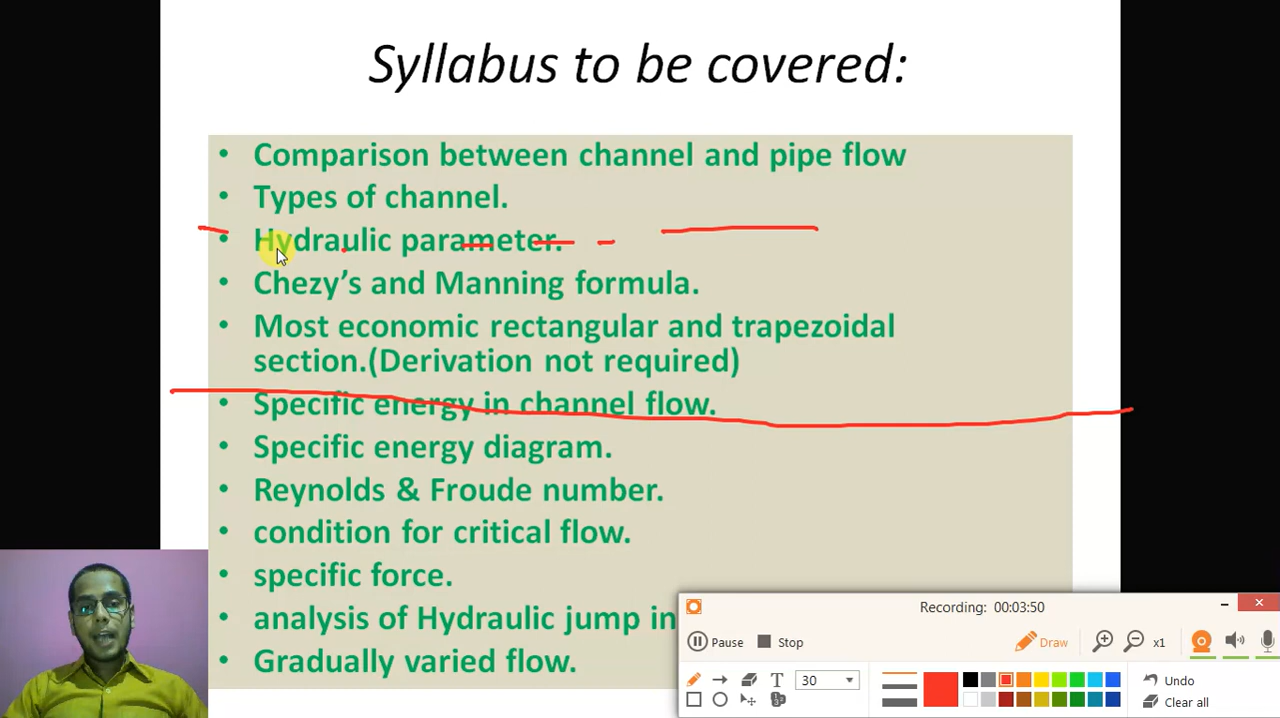 Syllabus to be covered:
• Comparison between channel and pipe flow
• Types of channel.
• Hydraulic parameter.
• Chezy’s and Manning formula.
• Most economic rectangular and trapezoidal
section.(Derivation not required)
• Specific energy in channel flow.
• Specific energy diagram.
• Reynolds & Froude number.
• condition for critical flow.
• specific force.
• analysis of Hydraulic jump in
• Gradually varied flow.
Recording: 00:03:50
Pause Stop Draw x1
T 30 Undo
Clear all